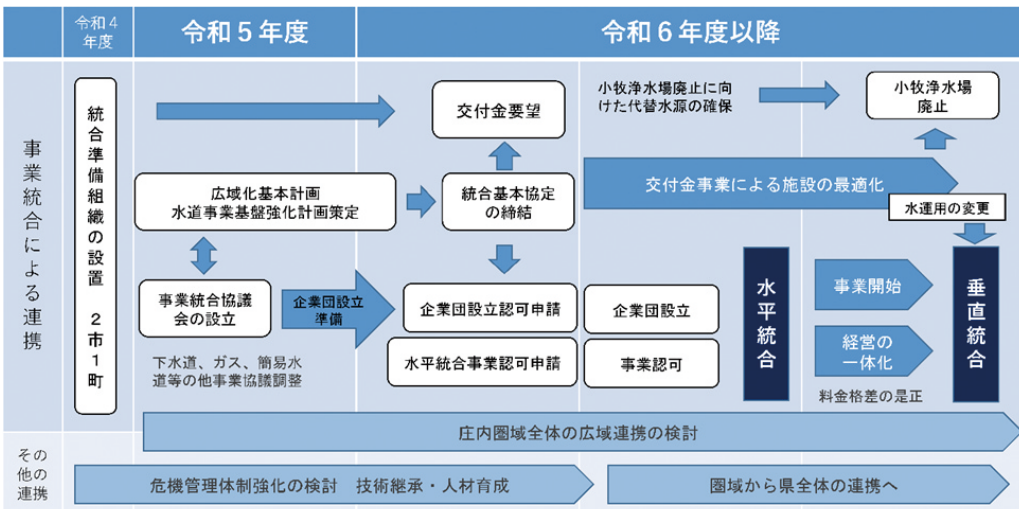 令和4
年度
令和5年度
令和6年度以降
事業統合による連携
統合準備組織の設置 2市1町
交付金要望
小牧浄水場廃止に向
けた代替水源の確保
小牧浄水場
廃止
広域化基本計画
水道事業基盤強化計画策定
統合基本協定
の締結
交付金事業による施設の最適化
水運用の変更
事業統合協議
会の設立
企業団設立
準備
企業団設立認可申請
企業団設立
水平統合事業認可申請
事業認可
水平統合
事業開始
経営の
一体化
垂直統合
下水道、ガス、簡易水
道等の他事業協議調整
料金格差の是正
庄内圏域全体の広域連携の検討
その
他の
連携
危機管理体制強化の検討 技術継承・人材育成
圏域から県全体の連携へ